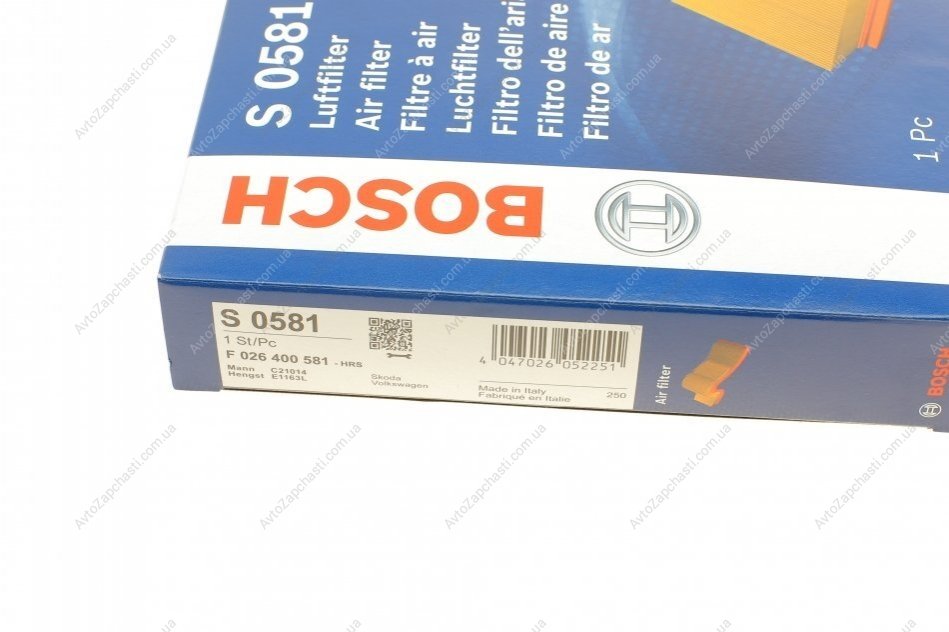 S 0581
Luftfilter
Air filter
Filtre à air
Luchtfilter
Filtro dell'ari
Filtro de aire
Filtro de ar
1 Pc
BOSCH
S 0581
1 St/Pc
F 026 400 581 - HRS
Mann C21014
Hengst E1163L
Skoda
Volkswagen
4 047026 052251
Made in Italy
Fabriqué en Italie
250
Air filter
BOSCH
AvtoZapchasti.com.ua